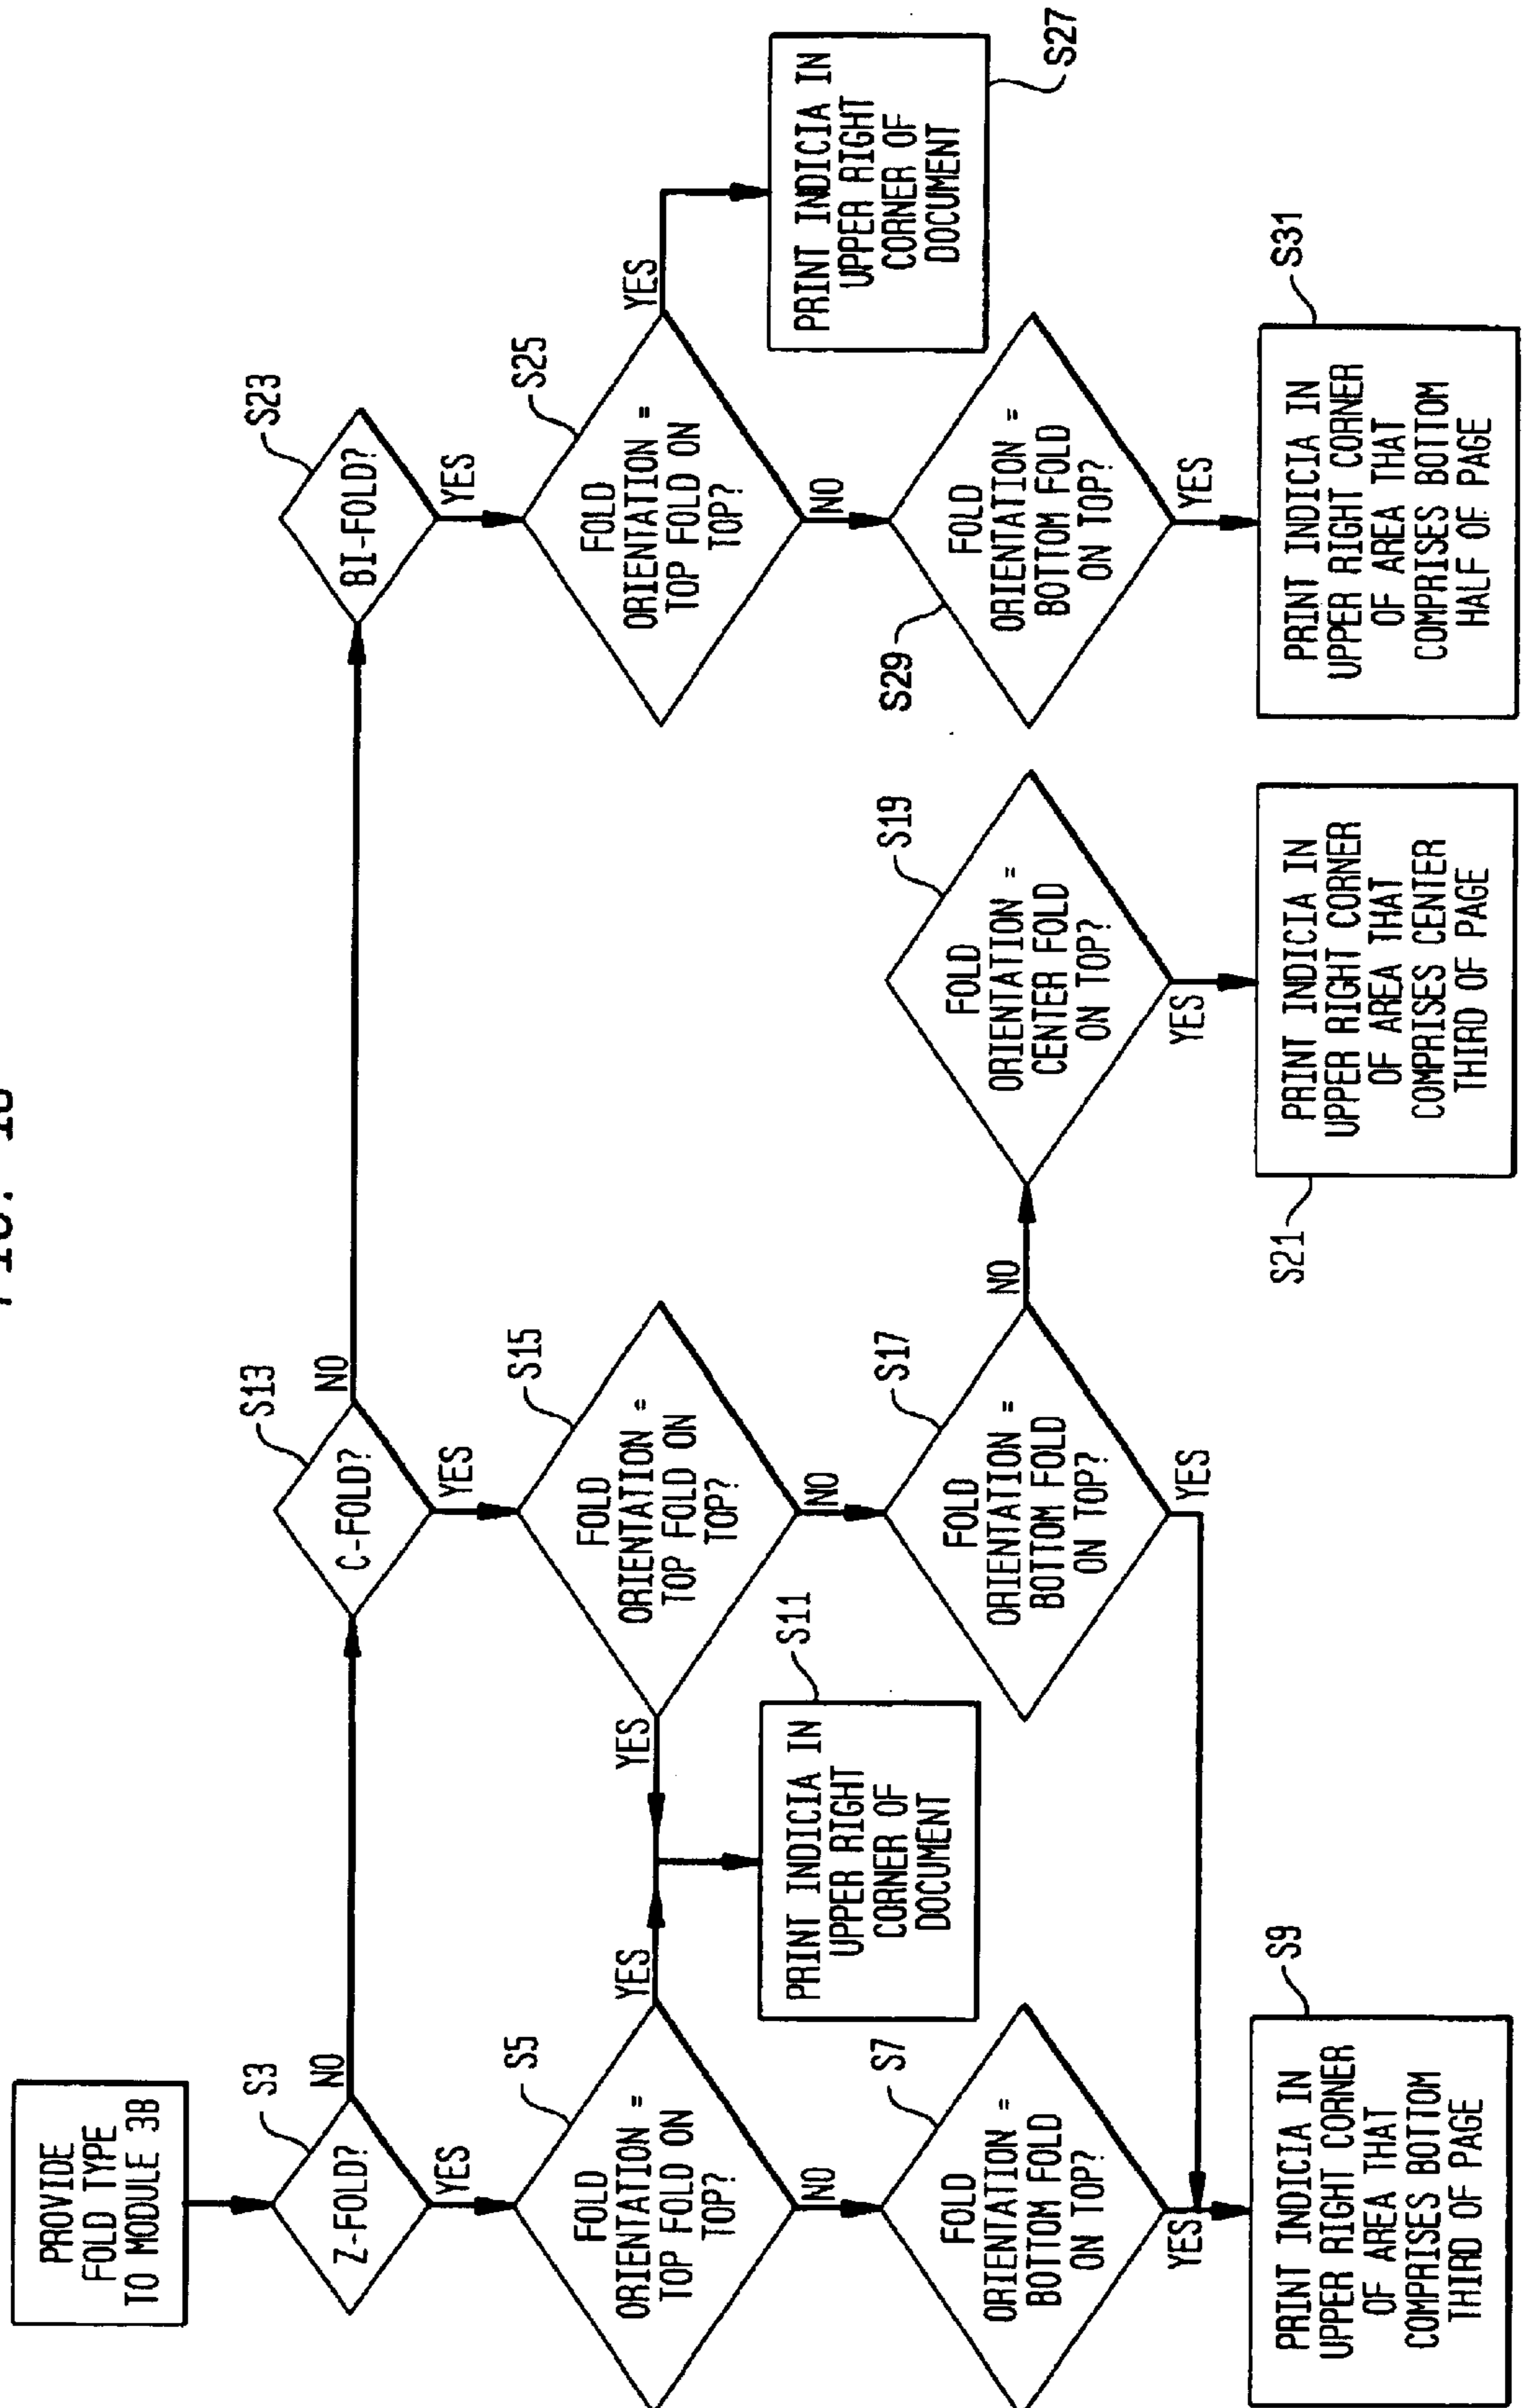 PROVIDE
FOLD TYPE
TO MODULE 3B
Z-FOLD?
S3
NO
YES
FOLD
ORIENTATION =
TOP FOLD ON
TOP?
S5
YES
NO
FOLD
ORIENTATION =
BOTTOM FOLD
ON TOP?
S7
YES
PRINT INDICIA IN
UPPER RIGHT CORNER
OF AREA THAT
COMPRISES BOTTOM
THIRD OF PAGE
S9
PRINT INDICIA IN
UPPER RIGHT
CORNER OF
DOCUMENT
S11
C-FOLD?
S13
NO
YES
FOLD
ORIENTATION =
TOP FOLD ON
TOP?
S15
YES
NO
FOLD
ORIENTATION =
BOTTOM FOLD
ON TOP?
S17
NO
YES
FOLD
ORIENTATION =
CENTER FOLD
ON TOP?
S19
YES
PRINT INDICIA IN
UPPER RIGHT CORNER
OF AREA THAT
COMPRISES CENTER
THIRD OF PAGE
S21
BI-FOLD?
S23
YES
FOLD
ORIENTATION =
TOP FOLD ON
TOP?
S25
YES
NO
PRINT INDICIA IN
UPPER RIGHT
CORNER OF
DOCUMENT
S27
FOLD
ORIENTATION =
BOTTOM FOLD
ON TOP?
S29
YES
PRINT INDICIA IN
UPPER RIGHT CORNER
OF AREA THAT
COMPRISES BOTTOM
HALF OF PAGE
S31